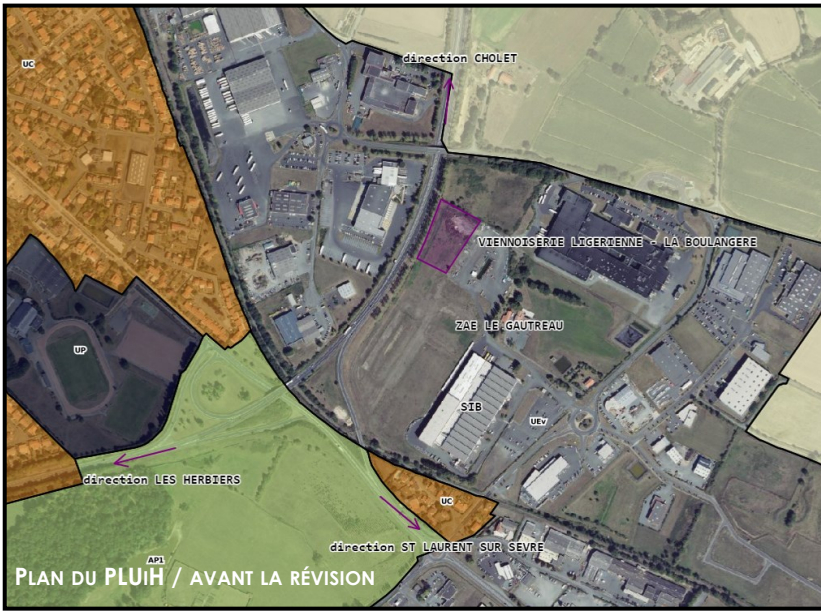 UC
direction CHOLET
VIENNOISERIE LIGERIENNE - LA BOULANGERE
ZAE LE GAUTREAU
UP
SIB
UEv
direction LES HERBIERS
UC
direction ST LAURENT SUR SEVRE
AP1
PLAN DU PLUiH / AVANT LA RÉVISION